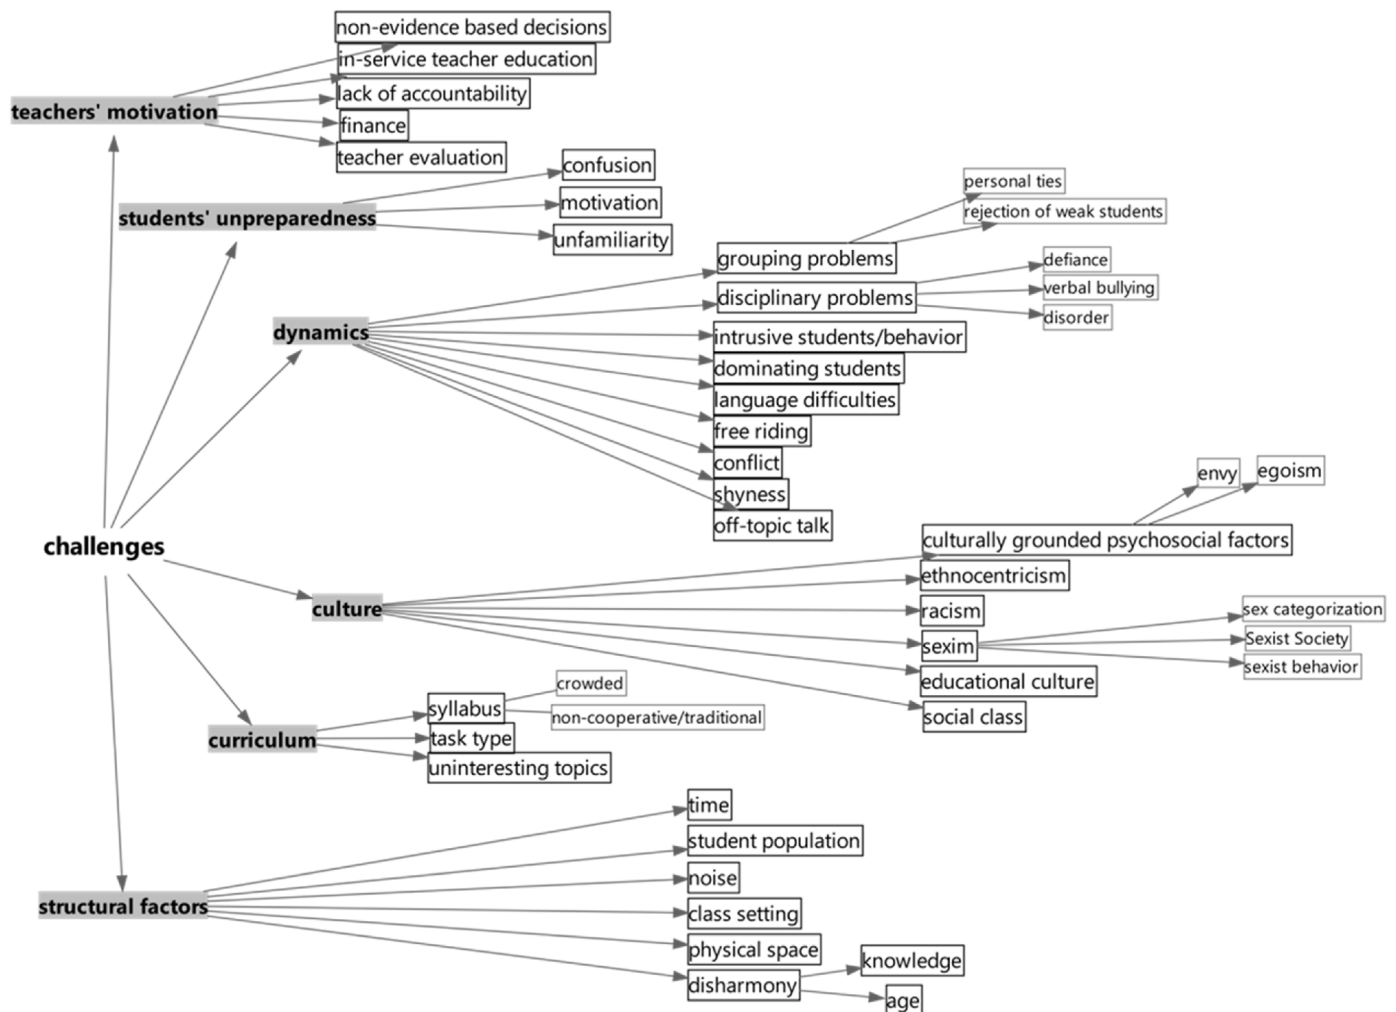 non-evidence based decisions
in-service teacher education
lack of accountability
teachers' motivation
finance
teacher evaluation
confusion
motivation
students' unpreparedness
unfamiliarity
personal ties
rejection of weak students
grouping problems
defiance
disciplinary problems
verbal bullying
disorder
dynamics
intrusive students/behavior
dominating students
language difficulties
free riding
conflict
shyness
off-topic talk
envy
egoism
challenges
culturally grounded psychosocial factors
ethnocentricism
culture
racism
sex categorization
sexim
Sexist Society
sexist behavior
educational culture
social class
crowded
syllabus
non-cooperative/traditional
curriculum
task type
uninteresting topics
time
student population
noise
structural factors
class setting
physical space
knowledge
disharmony
age